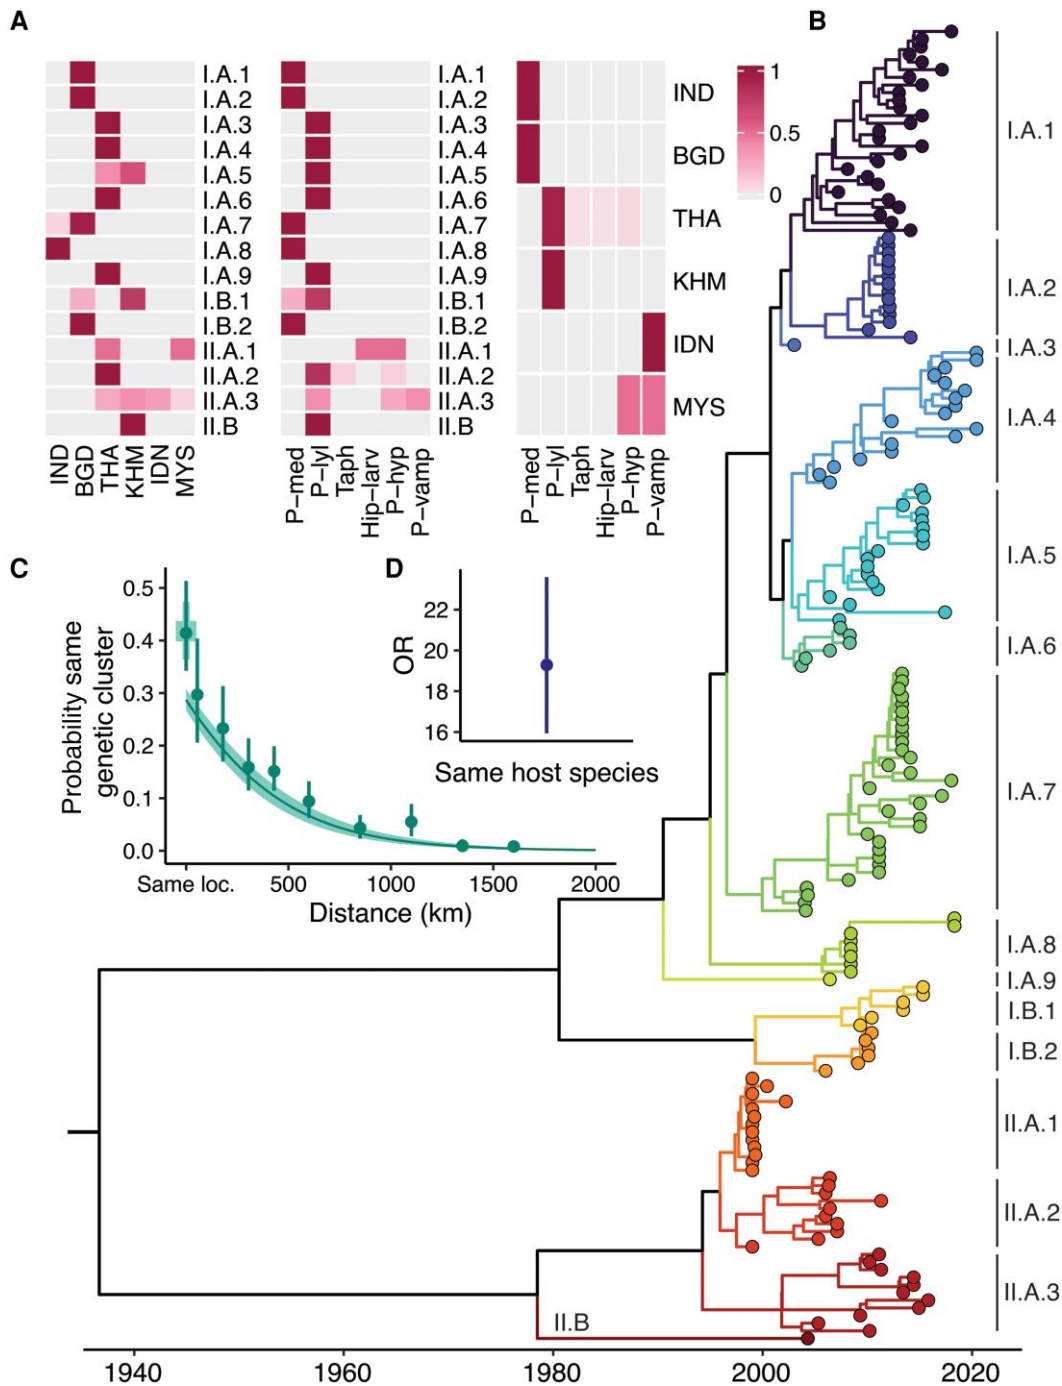 A
I.A.1
I.A.2
I.A.3
I.A.4
I.A.5
I.A.6
I.A.7
I.A.8
I.A.9
I.B.1
I.B.2
II.A.1
II.A.2
II.A.3
II.B
IND
BGD
THA
KHM
IDN
MYS
I.A.1
I.A.2
I.A.3
I.A.4
I.A.5
I.A.6
I.A.7
I.A.8
I.A.9
I.B.1
I.B.2
II.A.1
II.A.2
II.A.3
II.B
P-med
P-lyl
Taph
Hip-larv
P-hyp
P-vamp
IND
BGD
THA
KHM
IDN
MYS
P-med
P-lyl
Taph
Hip-larv
P-hyp
P-vamp
1
0.5
0
B
I.A.1
I.A.2
I.A.3
I.A.4
I.A.5
I.A.6
I.A.7
I.A.8
I.A.9
I.B.1
I.B.2
II.A.1
II.A.2
II.A.3
II.B
1940
1960
1980
2000
2020
C
Probability same
genetic cluster
0.5
0.4
0.3
0.2
0.1
0.0
Same loc.
500
1000
1500
2000
Distance (km)
D
OR
22
20
18
16
Same host species